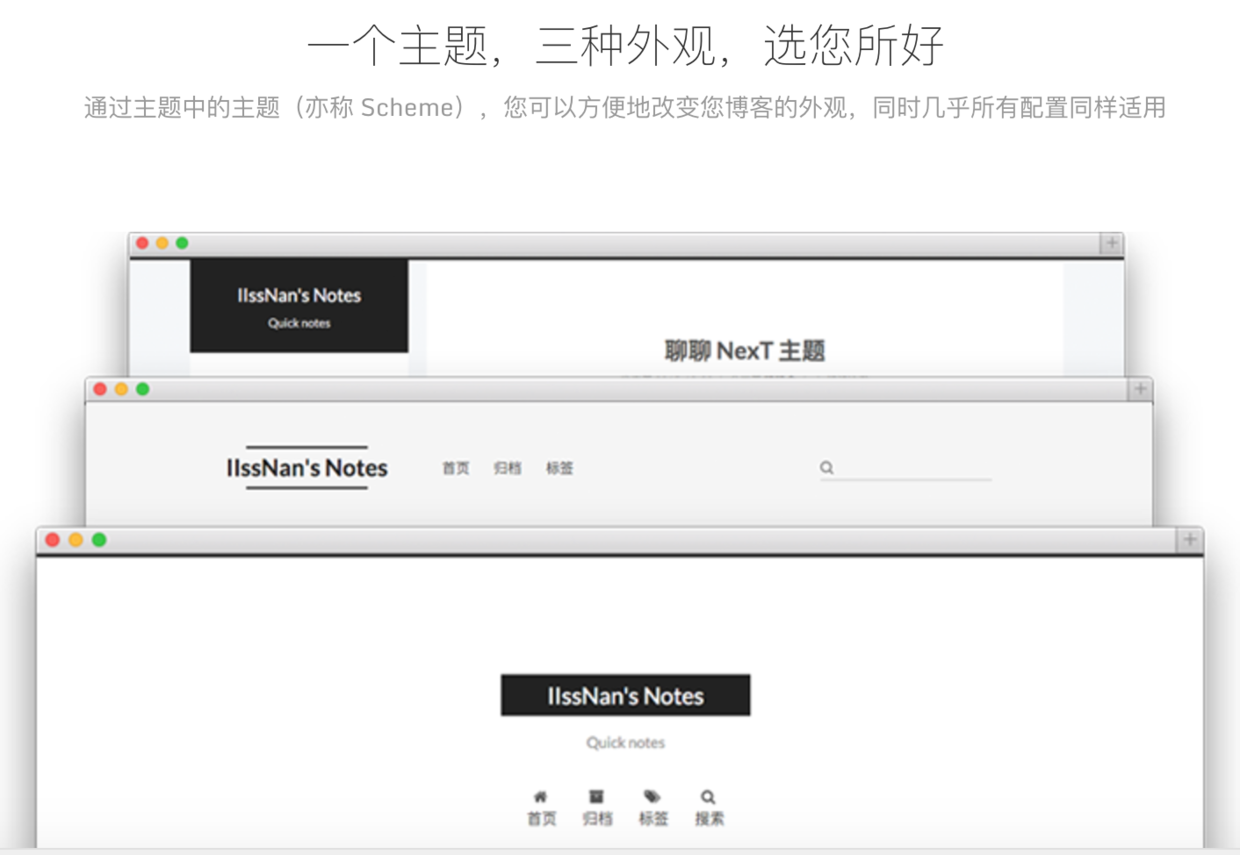 一个主题，三种外观，选您所好
通过主题中的主题（亦称 Scheme），您可以方便地改变您博客的外观，同时几乎所有配置同样适用
IIssNan's Notes
Quick notes
聊聊 NexT 主题
IIssNan's Notes
首页 归档 标签
IIssNan's Notes
Quick notes
首页 归档 标签 搜索